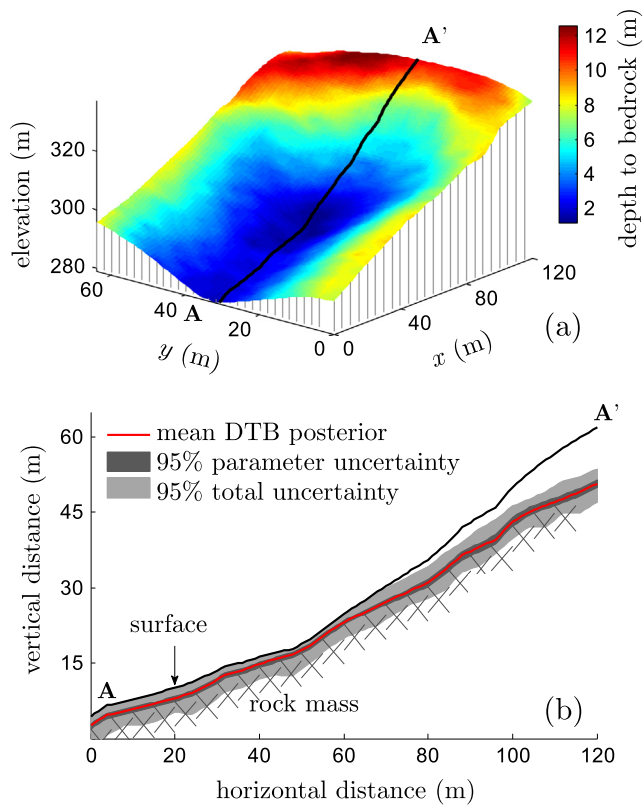 A’
12
10
8
6
4
2
depth to bedrock (m)
elevation (m)
320
300
280
60
40
20
0
A
y (m)
0
40
80
120
x (m)
(a)
A’
60
45
30
15
vertical distance (m)
mean DTB posterior
95% parameter uncertainty
95% total uncertainty
surface
A
rock mass
(b)
0
20
40
60
80
100
120
horizontal distance (m)